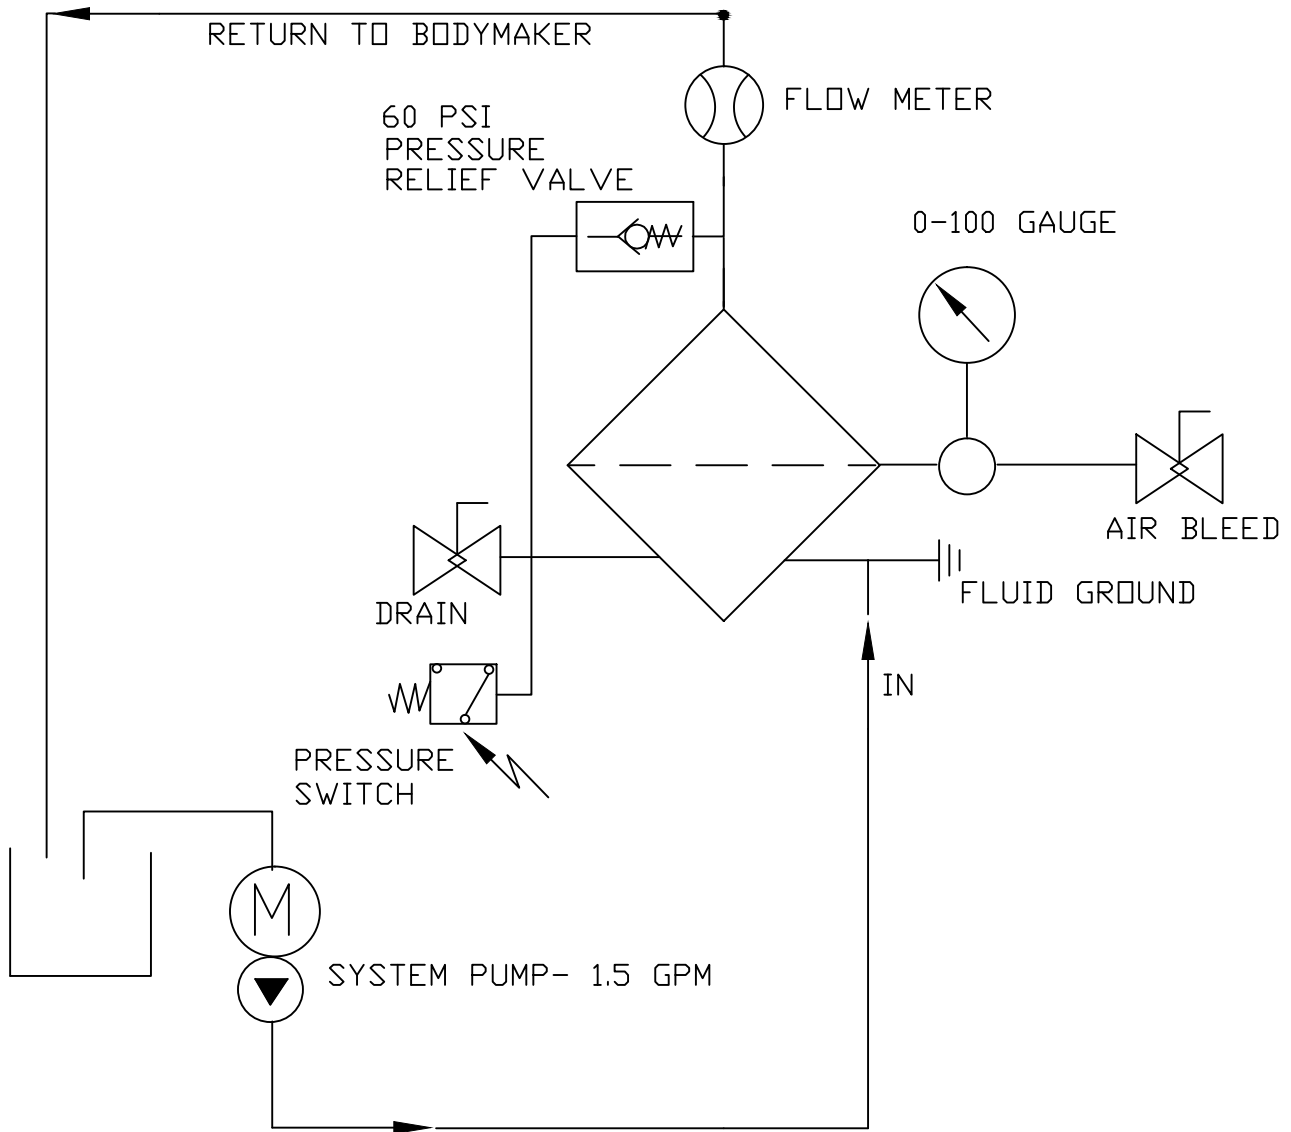 RETURN TO BODYMAKER
FLOW METER
60 PSI
PRESSURE
RELIEF VALVE
0-100 GAUGE
AIR BLEED
FLUID GROUND
DRAIN
IN
PRESSURE
SWITCH
M
SYSTEM PUMP- 1.5 GPM